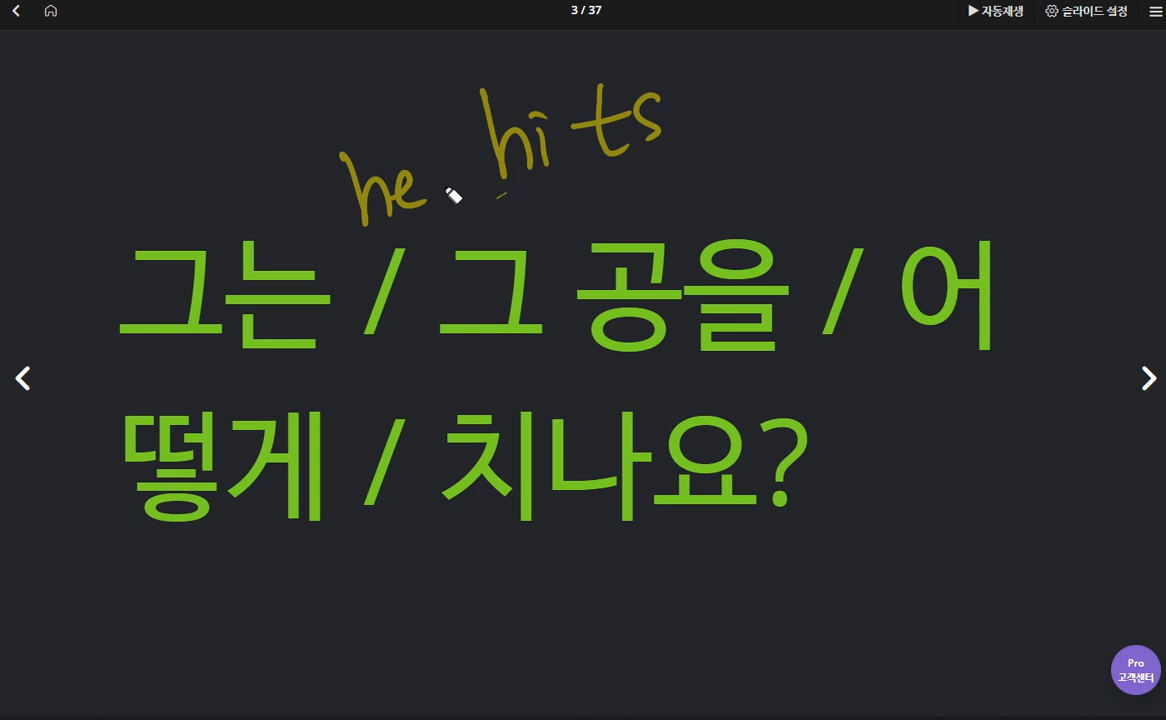 3 / 37
▶ 자동재생
슬라이드 설정
he hits
그는 / 그 공을 / 어
떻게 / 치나요?
Pro
고객센터